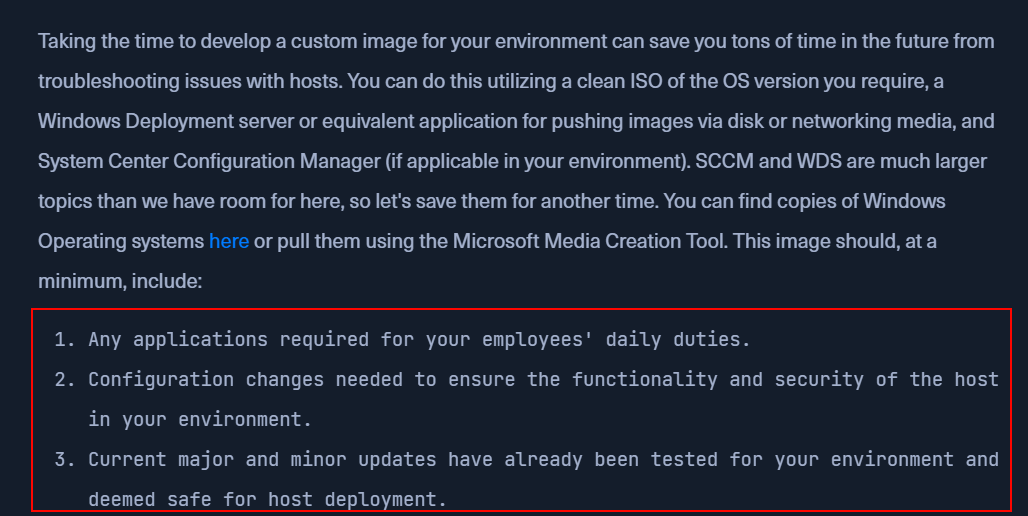 Taking the time to develop a custom image for your environment can save you tons of time in the future from
troubleshooting issues with hosts. You can do this utilizing a clean ISO of the OS version you require, a
Windows Deployment server or equivalent application for pushing images via disk or networking media, and
System Center Configuration Manager (if applicable in your environment). SCCM and WDS are much larger
topics than we have room for here, so let's save them for another time. You can find copies of Windows
Operating systems here or pull them using the Microsoft Media Creation Tool. This image should, at a
minimum, include:
1. Any applications required for your employees' daily duties.
2. Configuration changes needed to ensure the functionality and security of the host
in your environment.
3. Current major and minor updates have already been tested for your environment and
deemed safe for host deployment.